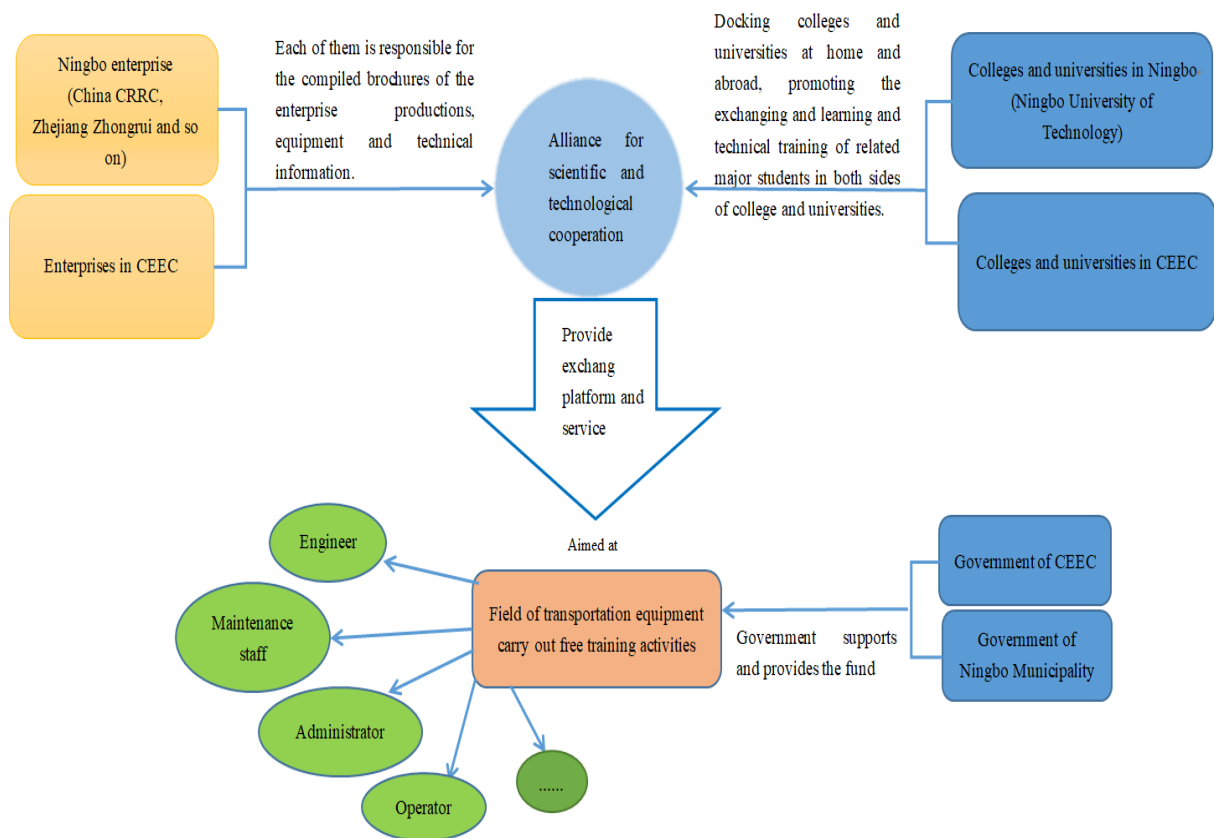 Ningbo enterprise
(China CRRC,
Zhejiang Zhongrui and so
on)
Enterprises in CEEC
Each of them is responsible for
the compiled brochures of the
enterprise productions,
equipment and technical
information.
Alliance for
scientific and
technological
cooperation
Docking colleges and
universities at home and
abroad, promoting the
exchanging and learning and
technical training of related
major students in both sides
of college and universities.
Colleges and universities in Ningbo
(Ningbo University of
Technology)
Colleges and universities in CEEC
Provide
exchang
platform and
service
Aimed at
Field of transportation equipment
carry out free training activities
Engineer
Maintenance
staff
Administrator
Operator
......
Government supports
and provides the fund
Government of CEEC
Government of
Ningbo Municipality